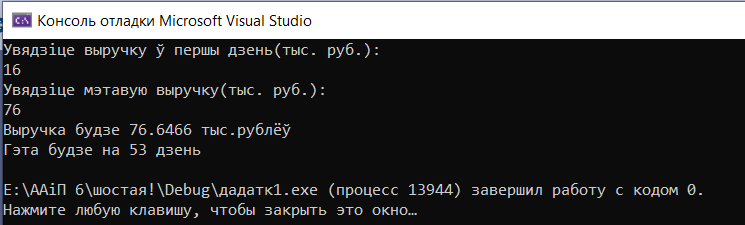 Консоль отладки Microsoft Visual Studio
Увядзіце выручку ў першы дзень(тыс. руб.):
16
Увядзіце мэтавую выручку(тыс. руб.):
76
Выручка будзе 76.6466 тыс.рублёў
Гэта будзе на 53 дзень
E:\ААіП 6\шостая!\Debug\дадатк1.exe (процесс 13944) завершил работу с кодом 0.
Нажмите любую клавишу, чтобы закрыть это окно…